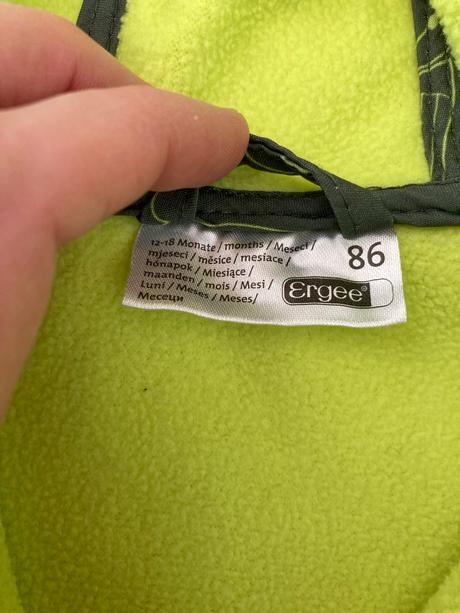 12-18 Monate / months / Meseci /
mjeseci / měsíce / mesiace /
hónapok / Miesiące /
maanden / mois / Mesi /
Luni / Meses / Meses/
Месеци
86
Ergee®